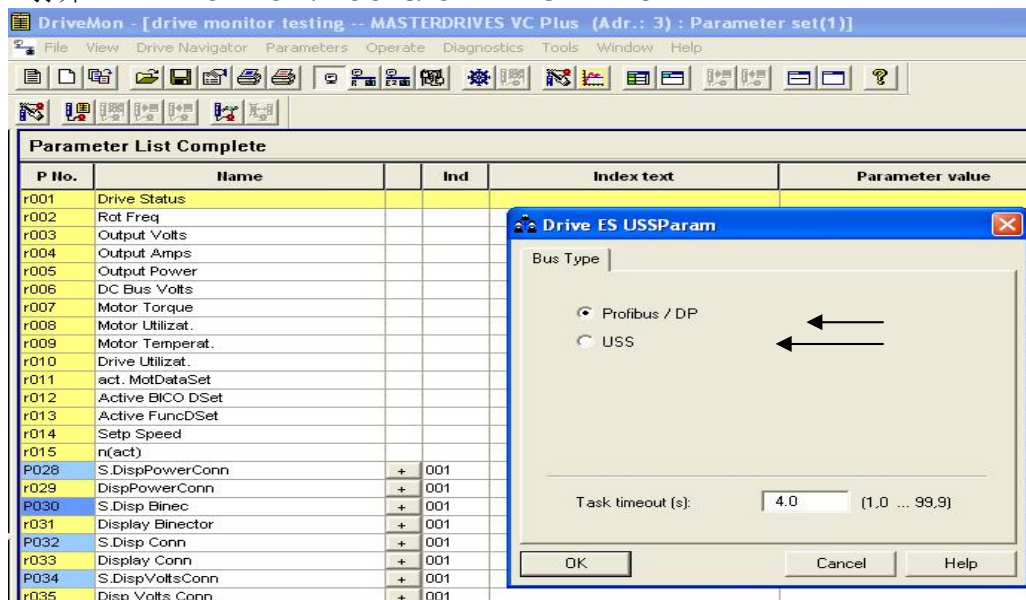 DriveMon - [drive monitor testing -- MASTERDRIVES VC Plus (Adr.: 3) : Parameter set(1)]
File View Drive Navigator Parameters Operate Diagnostics Tools Window Help
Parameter List Complete
P No. Name Ind Index text Parameter value
r001 Drive Status
r002 Rot Freq
r003 Output Volts
r004 Output Amps
r005 Output Power
r006 DC Bus Volts
r007 Motor Torque
r008 Motor Utilizat.
r009 Motor Temperat.
r010 Drive Utilizat.
r011 act. MotDataSet
r012 Active BICO DSet
r013 Active FuncDSet
r014 Setp Speed
r015 n(act)
P028 S.DispPowerConn + 001
r029 DispPowerConn + 001
P030 S.Disp Binec + 001
r031 Display Binector + 001
P032 S.Disp Conn + 001
r033 Display Conn + 001
P034 S.DispVoltsConn + 001
r035 Disp Volts Conn + 001
Drive ES USSParam
Bus Type
Profibus / DP
USS
Task timeout (s): 4.0 (1,0 ... 99,9)
OK Cancel Help